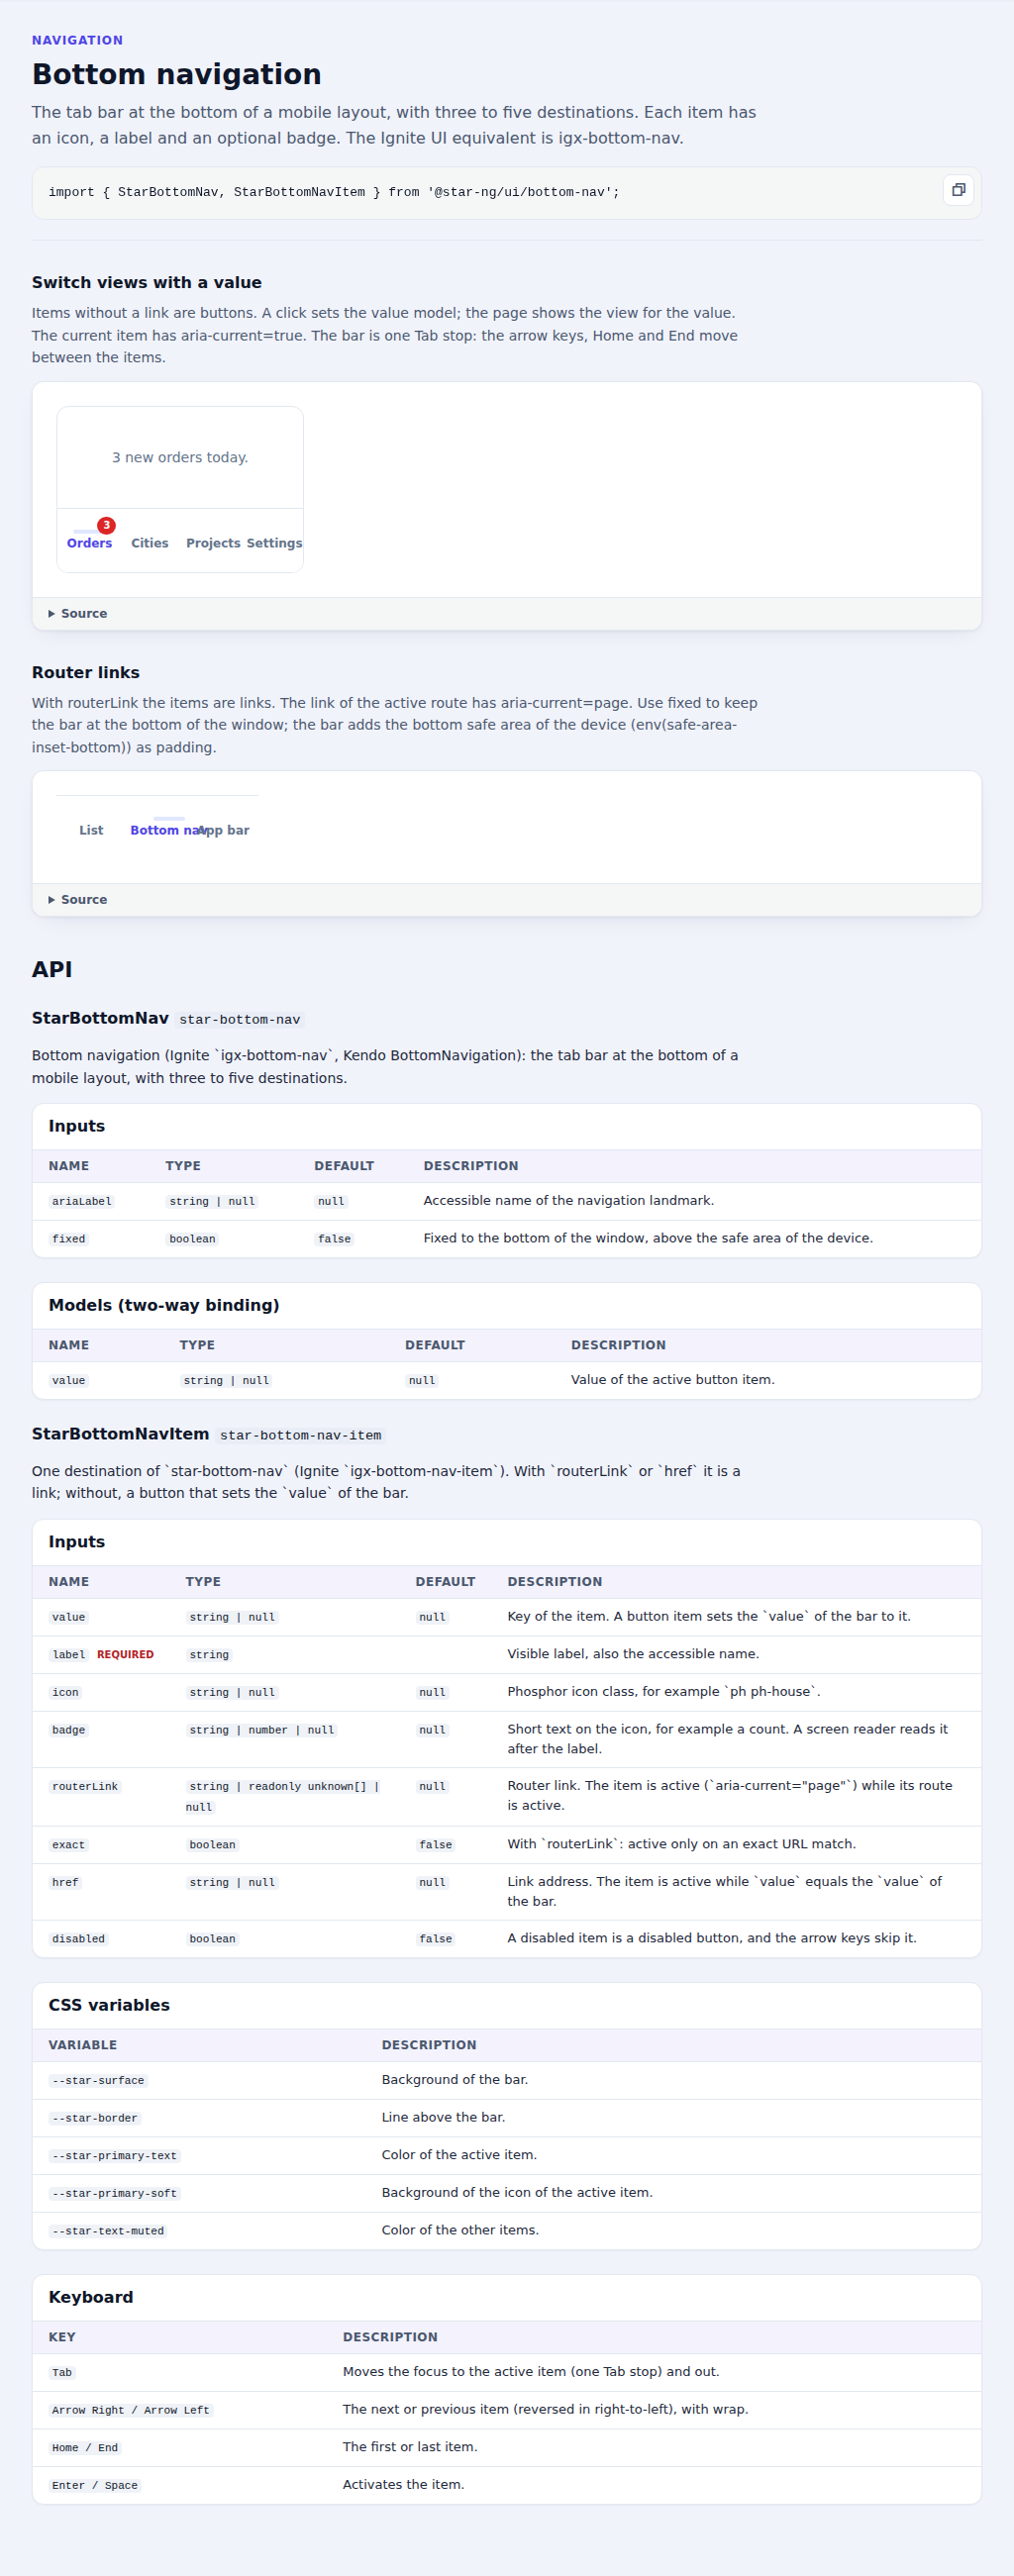 NAVIGATION
Bottom navigation
The tab bar at the bottom of a mobile layout, with three to five destinations. Each item has
an icon, a label and an optional badge. The Ignite UI equivalent is igx-bottom-nav.
import { StarBottomNav, StarBottomNavItem } from '@star-ng/ui/bottom-nav';
Switch views with a value
Items without a link are buttons. A click sets the value model; the page shows the view for the value.
The current item has aria-current=true. The bar is one Tab stop: the arrow keys, Home and End move
between the items.
3 new orders today.
3
Orders Cities Projects Settings
Source
Router links
With routerLink the items are links. The link of the active route has aria-current=page. Use fixed to keep
the bar at the bottom of the window; the bar adds the bottom safe area of the device (env(safe-area-
inset-bottom)) as padding.
List Bottom nav App bar
Source
API
StarBottomNav star-bottom-nav
Bottom navigation (Ignite `igx-bottom-nav`, Kendo BottomNavigation): the tab bar at the bottom of a
mobile layout, with three to five destinations.
Inputs
NAME TYPE DEFAULT DESCRIPTION
ariaLabel string | null null Accessible name of the navigation landmark.
fixed boolean false Fixed to the bottom of the window, above the safe area of the device.
Models (two-way binding)
NAME TYPE DEFAULT DESCRIPTION
value string | null null Value of the active button item.
StarBottomNavItem star-bottom-nav-item
One destination of `star-bottom-nav` (Ignite `igx-bottom-nav-item`). With `routerLink` or `href` it is a
link; without, a button that sets the `value` of the bar.
Inputs
NAME TYPE DEFAULT DESCRIPTION
value string | null null Key of the item. A button item sets the `value` of the bar to it.
label REQUIRED string Visible label, also the accessible name.
icon string | null null Phosphor icon class, for example `ph ph-house`.
badge string | number | null null Short text on the icon, for example a count. A screen reader reads it
after the label.
routerLink string | readonly unknown[] | null null Router link. The item is active (`aria-current="page"`) while its route
is active.
exact boolean false With `routerLink`: active only on an exact URL match.
href string | null null Link address. The item is active while `value` equals the `value` of
the bar.
disabled boolean false A disabled item is a disabled button, and the arrow keys skip it.
CSS variables
VARIABLE DESCRIPTION
--star-surface Background of the bar.
--star-border Line above the bar.
--star-primary-text Color of the active item.
--star-primary-soft Background of the icon of the active item.
--star-text-muted Color of the other items.
Keyboard
KEY DESCRIPTION
Tab Moves the focus to the active item (one Tab stop) and out.
Arrow Right / Arrow Left The next or previous item (reversed in right-to-left), with wrap.
Home / End The first or last item.
Enter / Space Activates the item.